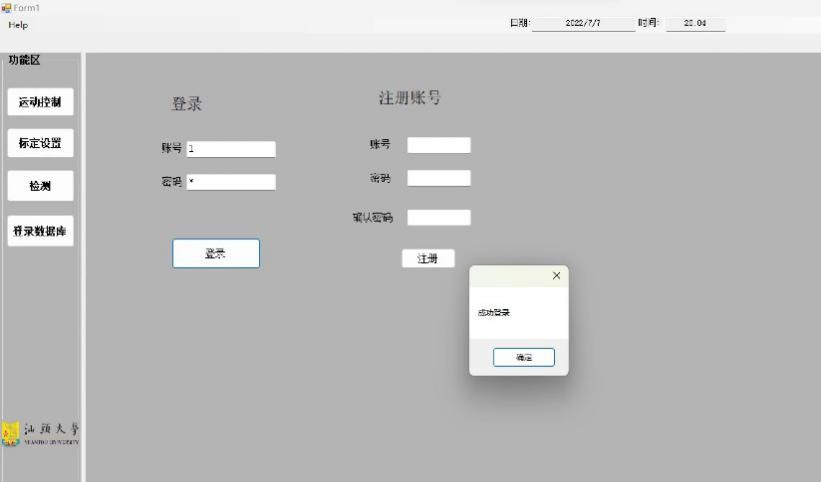 Form1
Help
日期: 2022/7/7 时间: 20:04
功能区
运动控制
标定设置
检测
登录数据库
登录
账号 1
密码 *
登录
注册账号
账号
密码
确认密码
注册
成功登录
确定
汕头大学
SHANTOU UNIVERSITY